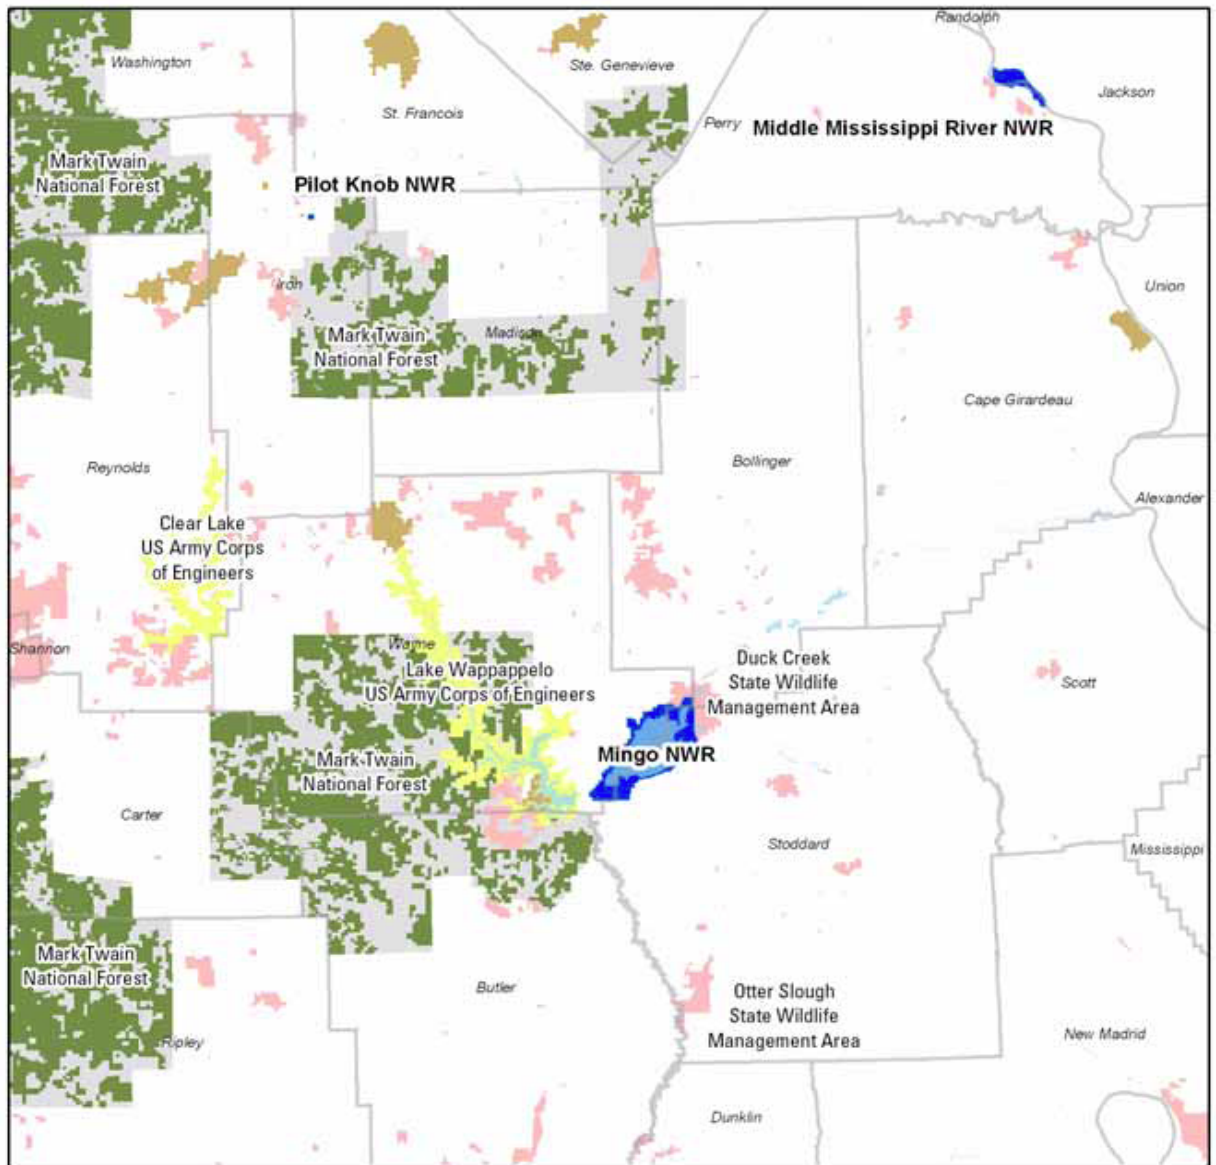 Randolph
Washington
Ste. Genevieve
Jackson
St. Francois
Perry
Middle Mississippi River NWR
Mark Twain
National Forest
Pilot Knob NWR
Iron
Union
Mark Twain
National Forest
Madison
Cape Girardeau
Reynolds
Bollinger
Alexander
Clear Lake
US Army Corps
of Engineers
Shannon
Wayne
Lake Wappappelo
US Army Corps of Engineers
Duck Creek
State Wildlife
Management Area
Scott
Mingo NWR
Mark Twain
National Forest
Carter
Stoddard
Mississippi
Mark Twain
National Forest
Butler
Otter Slough
State Wildlife
Management Area
New Madrid
Ripley
Dunklin